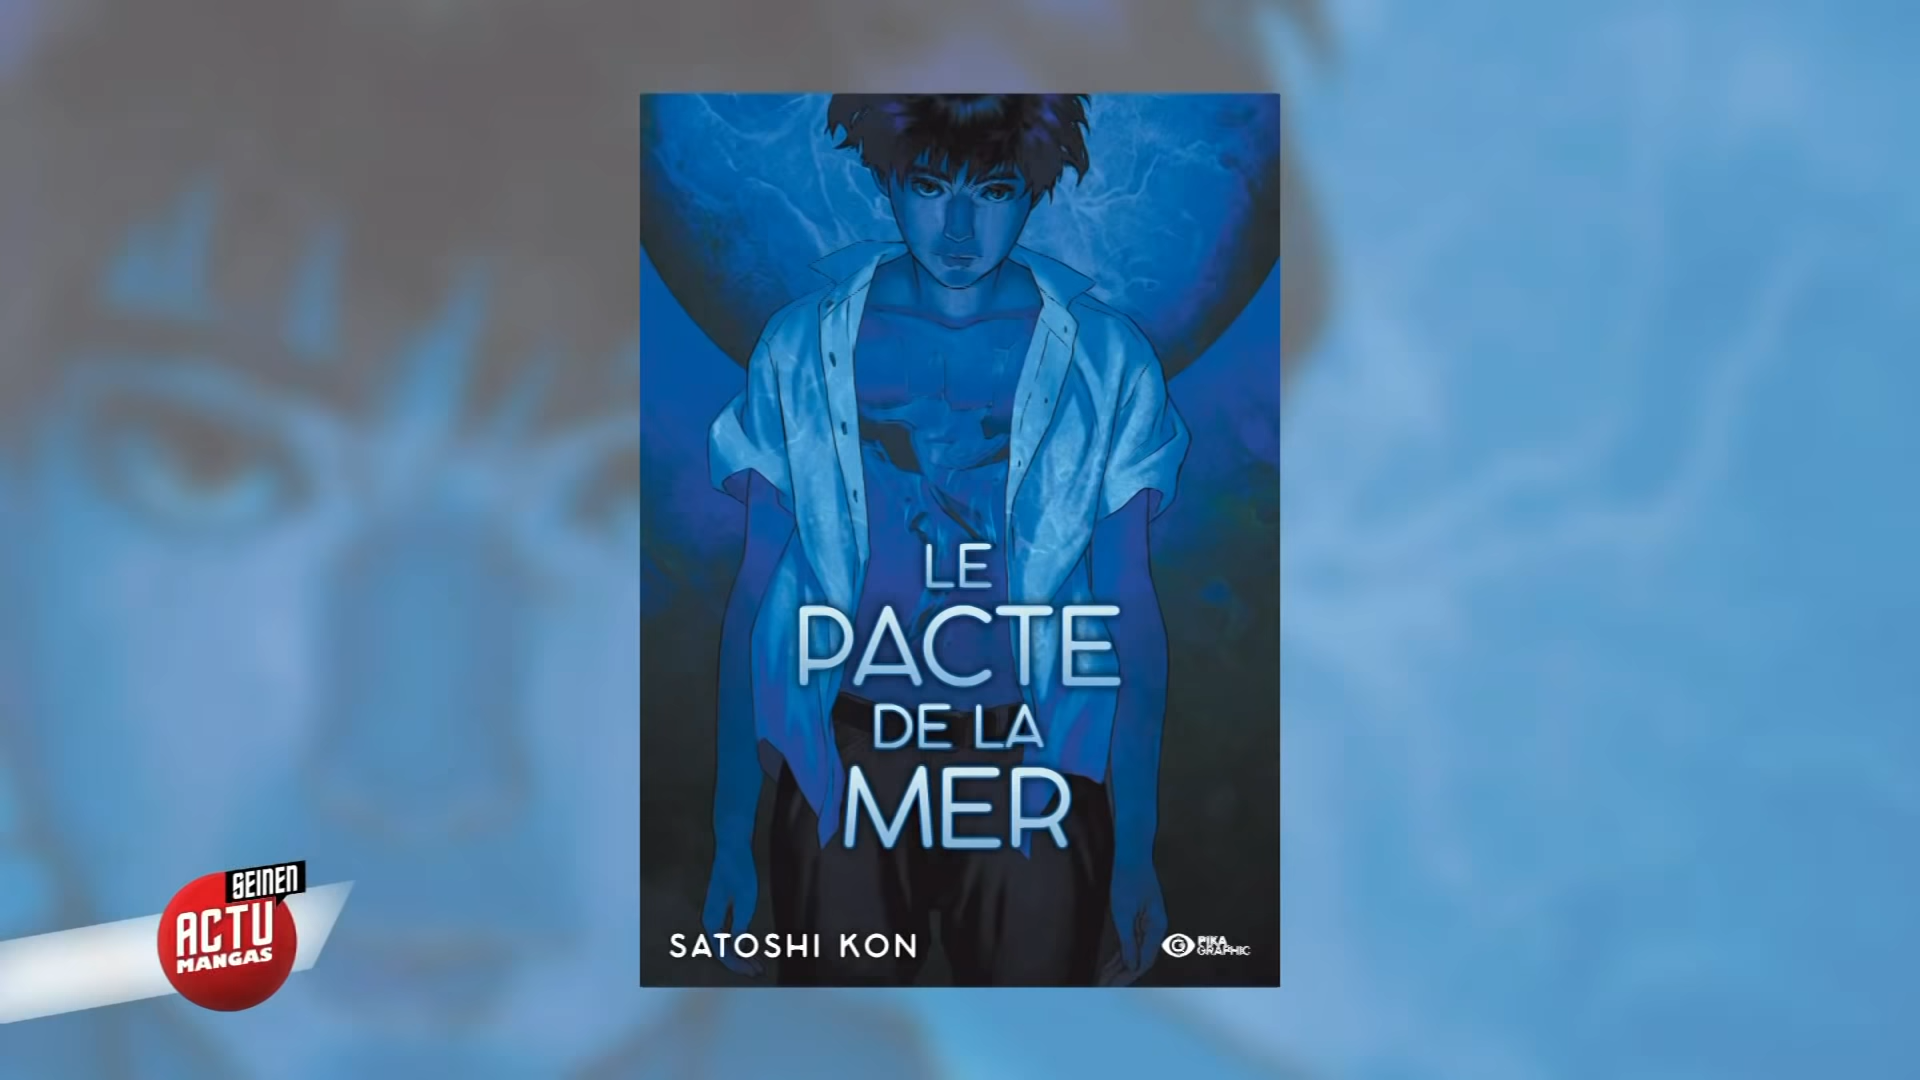 LE
PACTE
DE LA
MER
SATOSHI KON
PIKA
GRAPHIC
SEINEN
ACTU
MANGAS